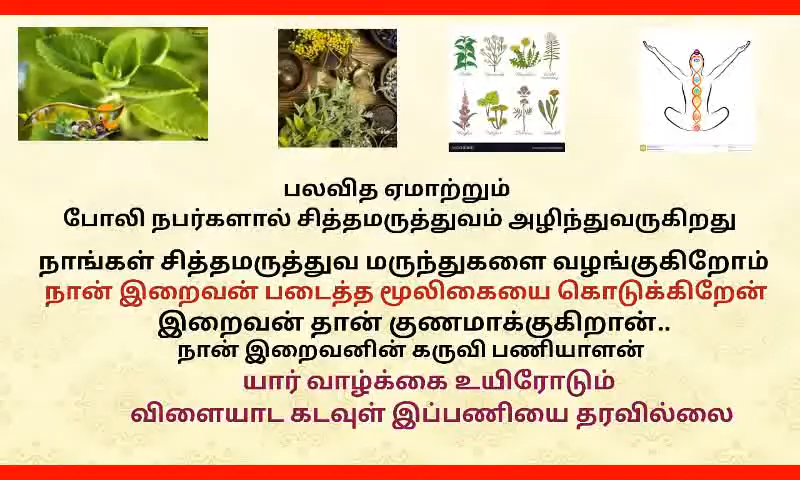 பலவித ஏமாற்றும்
போலி நபர்களால் சித்தமருத்துவம் அழிந்துவருகிறது
நாங்கள் சித்தமருத்துவ மருந்துகளை வழங்குகிறோம்
நான் இறைவன் படைத்த மூலிகையை கொடுக்கிறேன்
இறைவன் தான் குணமாக்குகிறான்..
நான் இறைவனின் கருவி பணியாளன்
யார் வாழ்க்கை உயிரோடும்
விளையாட கடவுள் இப்பணியை தரவில்லை